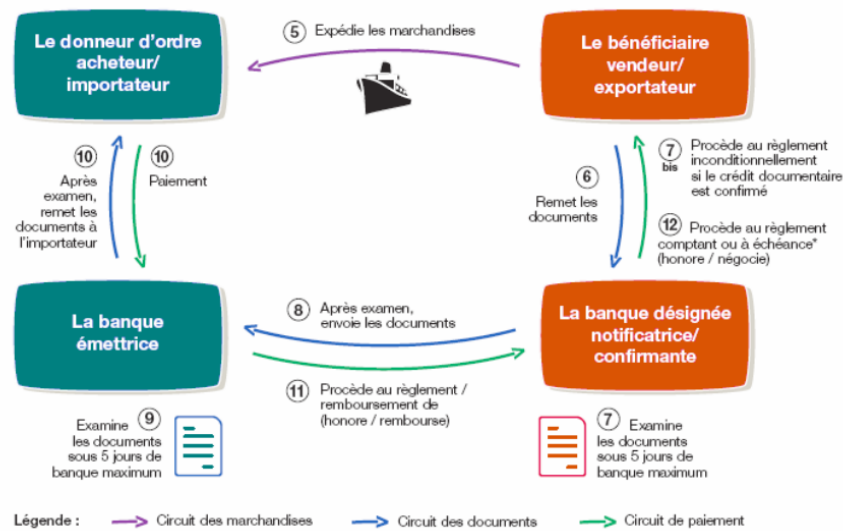 Le donneur d'ordre
acheteur/
importateur
5 Expédie les marchandises
Le bénéficiaire
vendeur/
exportateur
10
Après
examen,
remet les
documents à
l'importateur
10
Paiement
6
Remet les
documents
7 bis Procède au règlement
inconditionnellement
si le crédit documentaire
est confirmé
12 Procède au règlement
comptant ou à échéance*
(honore / négocie)
La banque
émettrice
8 Après examen,
envoie les documents
La banque désignée
notificatrice/
confirmante
11 Procède au règlement /
remboursement de
(honore / rembourse)
Examine 9
les documents
sous 5 jours de
banque maximum
7 Examine
les documents
sous 5 jours de
banque maximum
Légende : Circuit des marchandises Circuit des documents Circuit de paiement